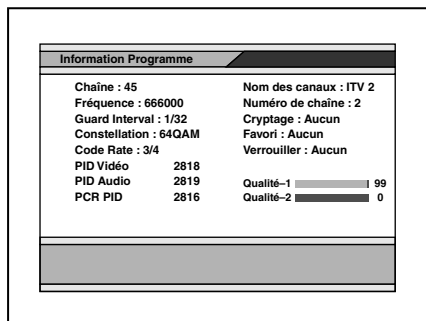 Information Programme
Chaîne : 45
Fréquence : 666000
Guard Interval : 1/32
Constellation : 64QAM
Code Rate : 3/4
PID Vidéo 2818
PID Audio 2819
PCR PID 2816
Nom des canaux : ITV 2
Numéro de chaîne : 2
Cryptage : Aucun
Favori : Aucun
Verrouiller : Aucun
Qualité–1 99
Qualité–2 0